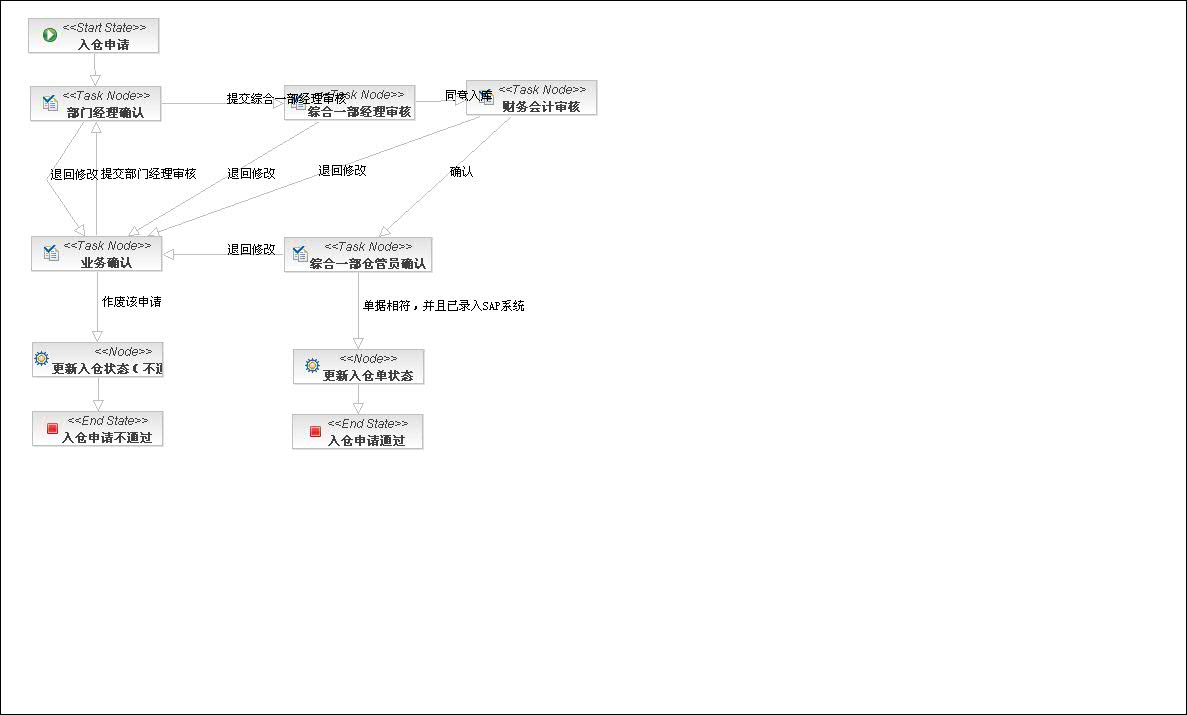 <<Start State>>
入仓申请
<<Task Node>>
部门经理确认
提交综合一部经理审核
<<Task Node>>
综合一部经理审核
同意入库
<<Task Node>>
财务会计审核
退回修改
提交部门经理审核
退回修改
退回修改
确认
<<Task Node>>
业务确认
退回修改
<<Task Node>>
综合一部仓管员确认
作废该申请
单据相符，并且已录入SAP系统
<<Node>>
更新入仓状态（不通
<<Node>>
更新入仓单状态
<<End State>>
入仓申请不通过
<<End State>>
入仓申请通过